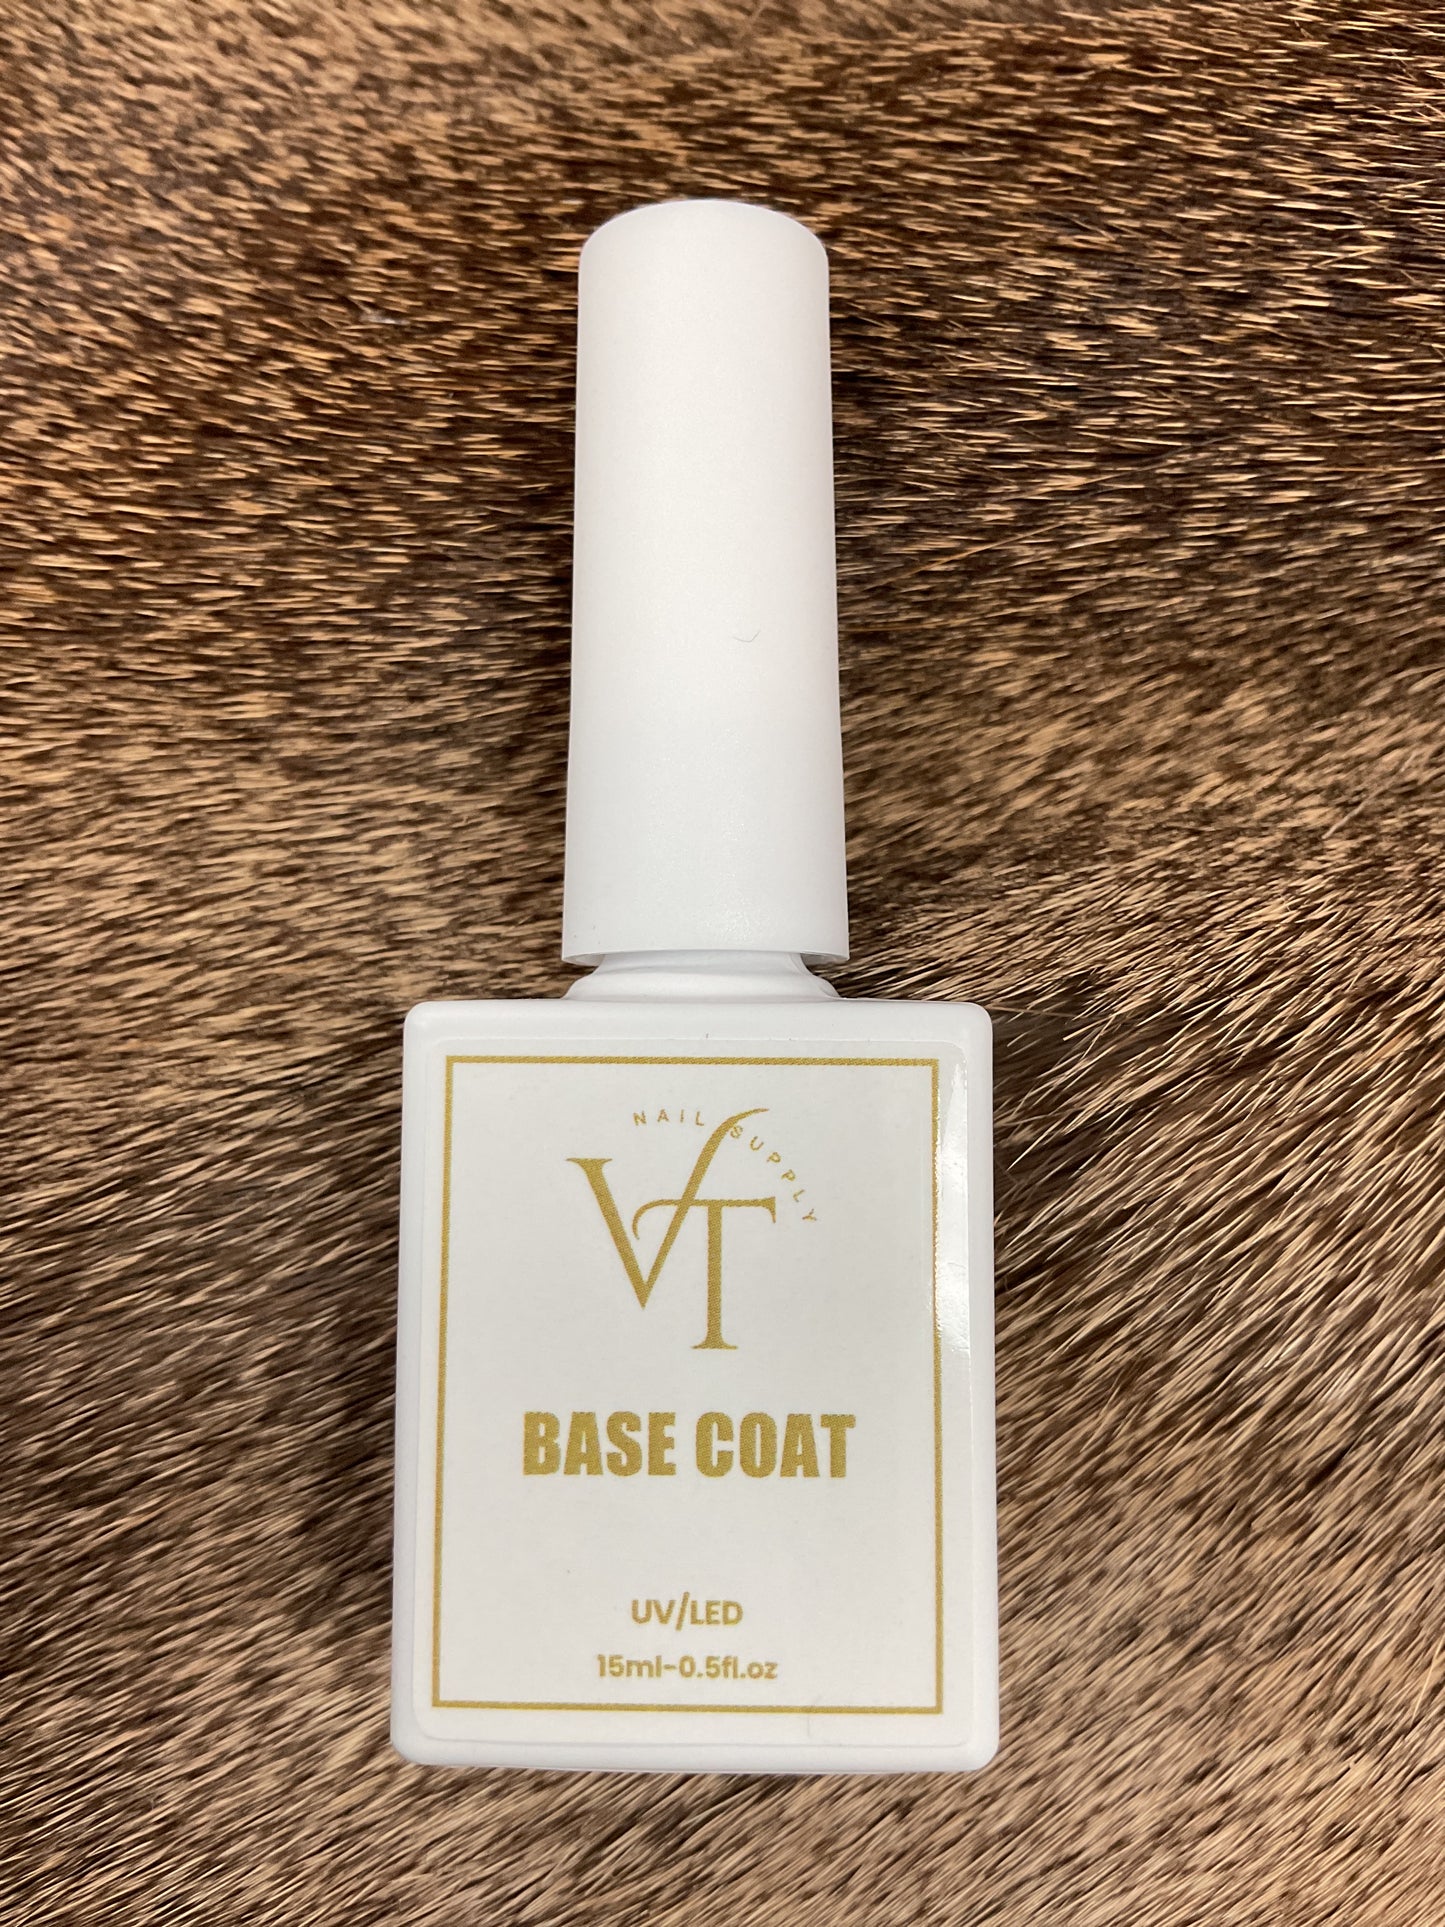 NAIL SUPPLY
VT
BASE COAT
UV/LED
15ml-0.5fl.oz